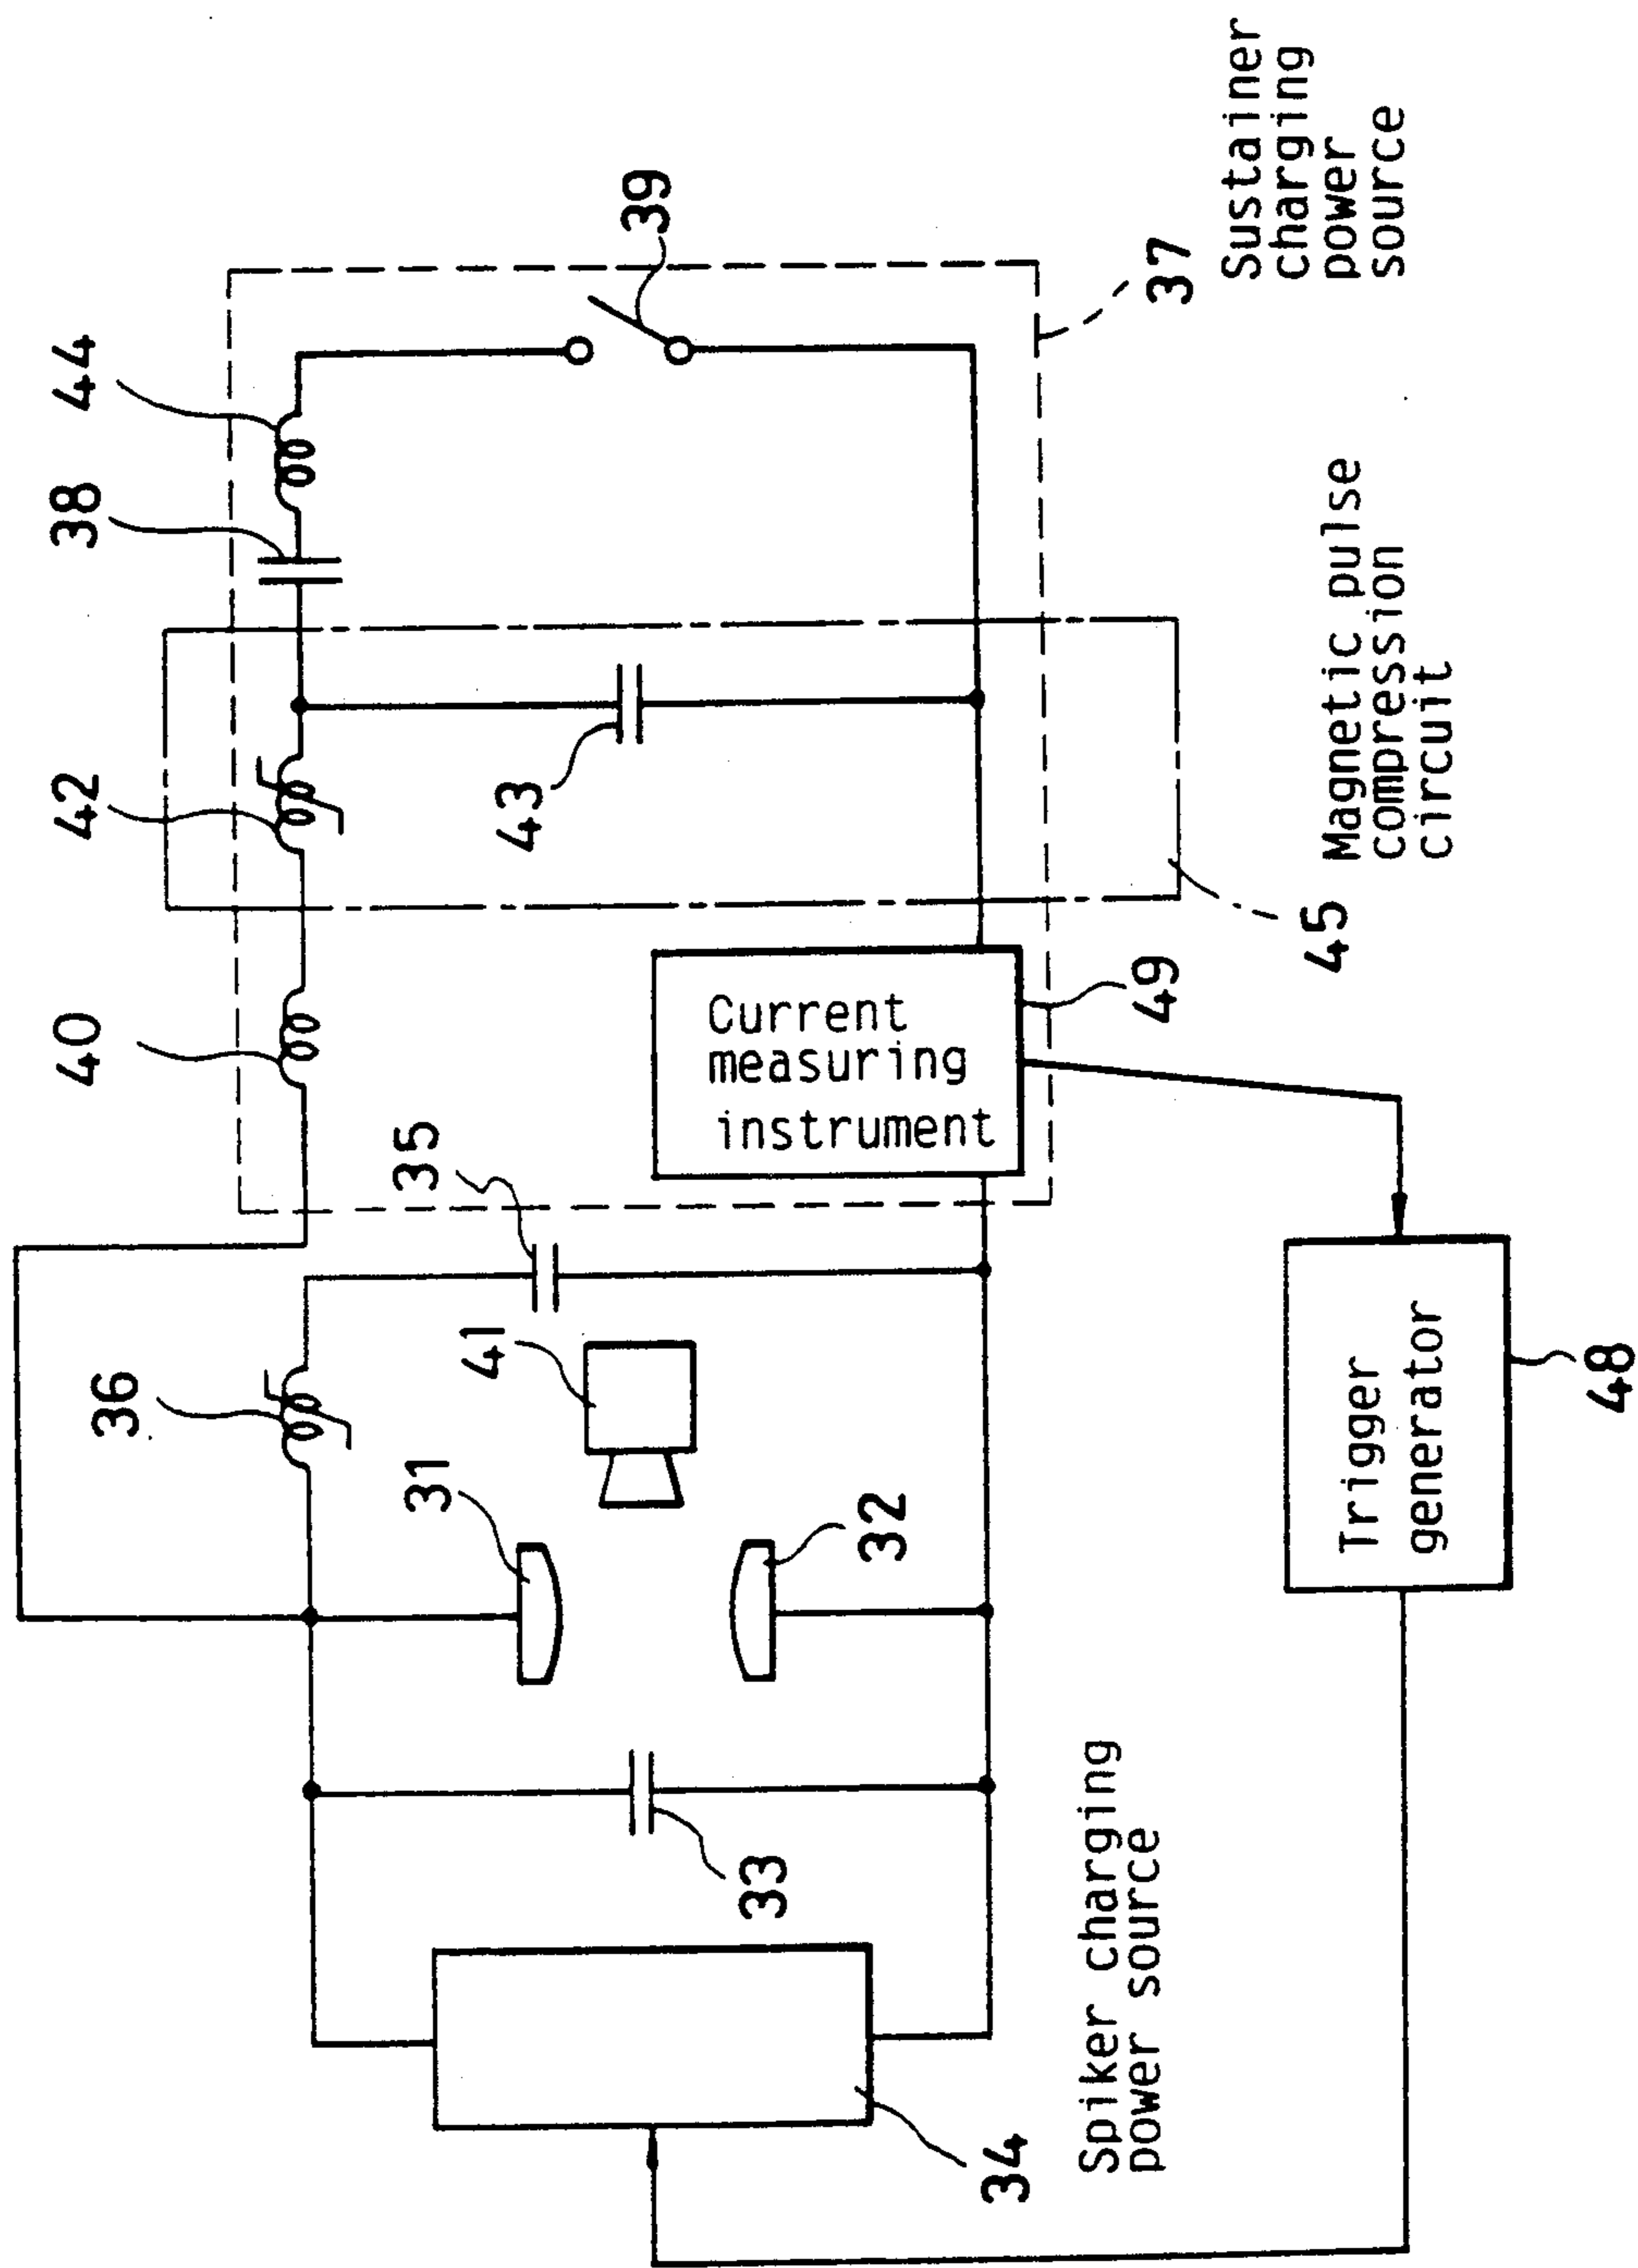 44
38
39
42
43
40
37
Sustainer
charging
power
source
45
Magnetic pulse
compression
circuit
Current
measuring
instrument
49
35
36
41
31
32
33
34
Spiker charging
power source
Trigger
generator
48